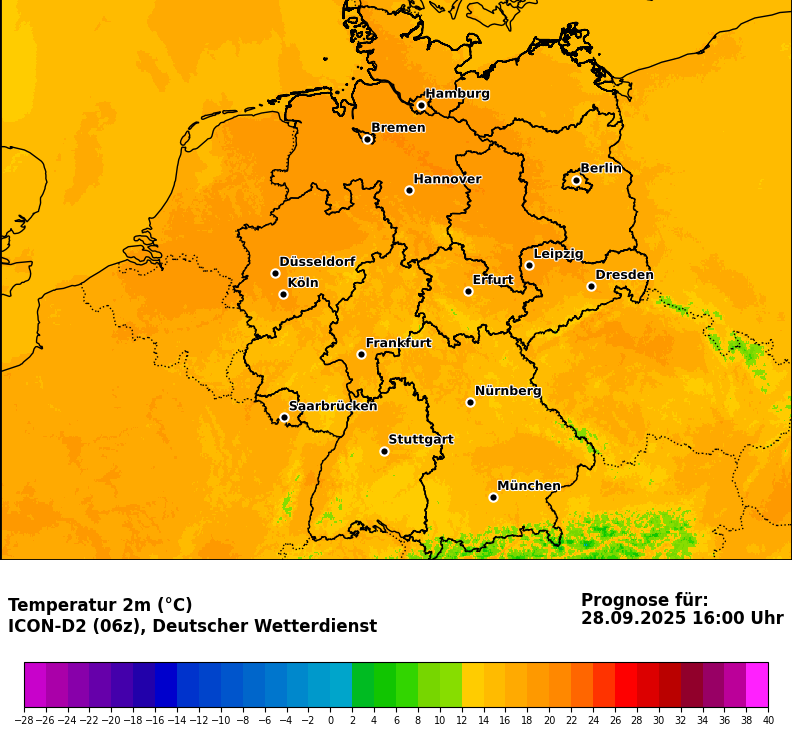 Hamburg
Bremen
Berlin
Hannover
Leipzig
Düsseldorf
Dresden
Köln
Erfurt
Frankfurt
Nürnberg
Saarbrücken
Stuttgart
München
Temperatur 2m (°C)
ICON-D2 (06z), Deutscher Wetterdienst
Prognose für:
28.09.2025 16:00 Uhr
−28 −26 −24 −22 −20 −18 −16 −14 −12 −10 −8 −6 −4 −2 0 2 4 6 8 10 12 14 16 18 20 22 24 26 28 30 32 34 36 38 40